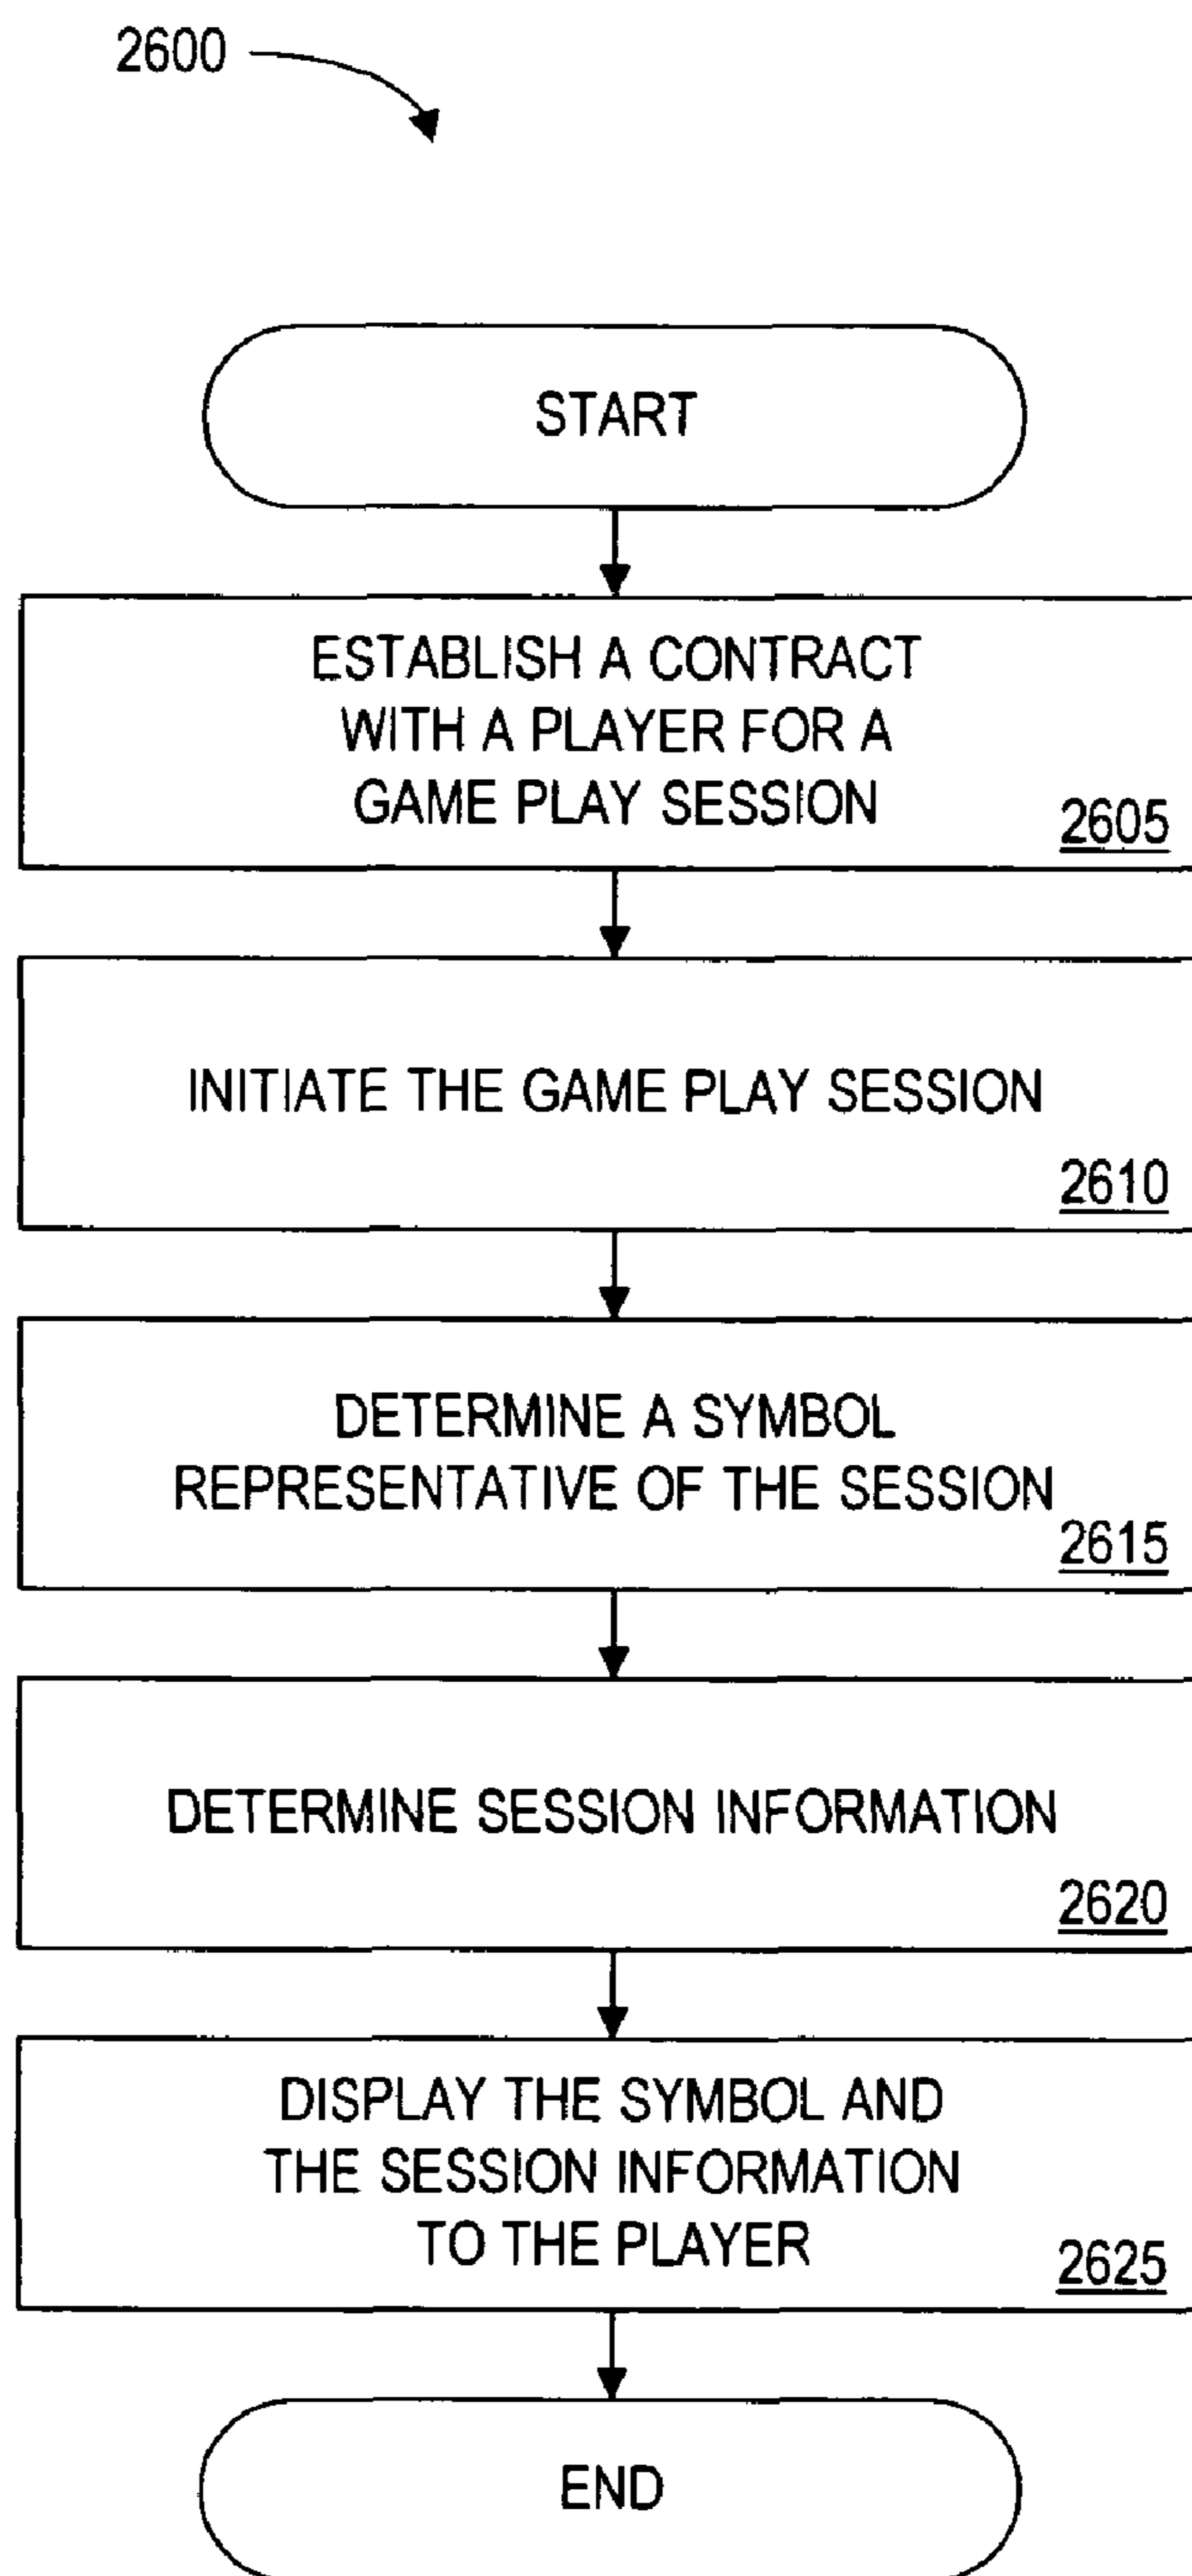 2600
START
ESTABLISH A CONTRACT
WITH A PLAYER FOR A
GAME PLAY SESSION
2605
INITIATE THE GAME PLAY SESSION
2610
DETERMINE A SYMBOL
REPRESENTATIVE OF THE SESSION
2615
DETERMINE SESSION INFORMATION
2620
DISPLAY THE SYMBOL AND
THE SESSION INFORMATION
TO THE PLAYER
2625
END